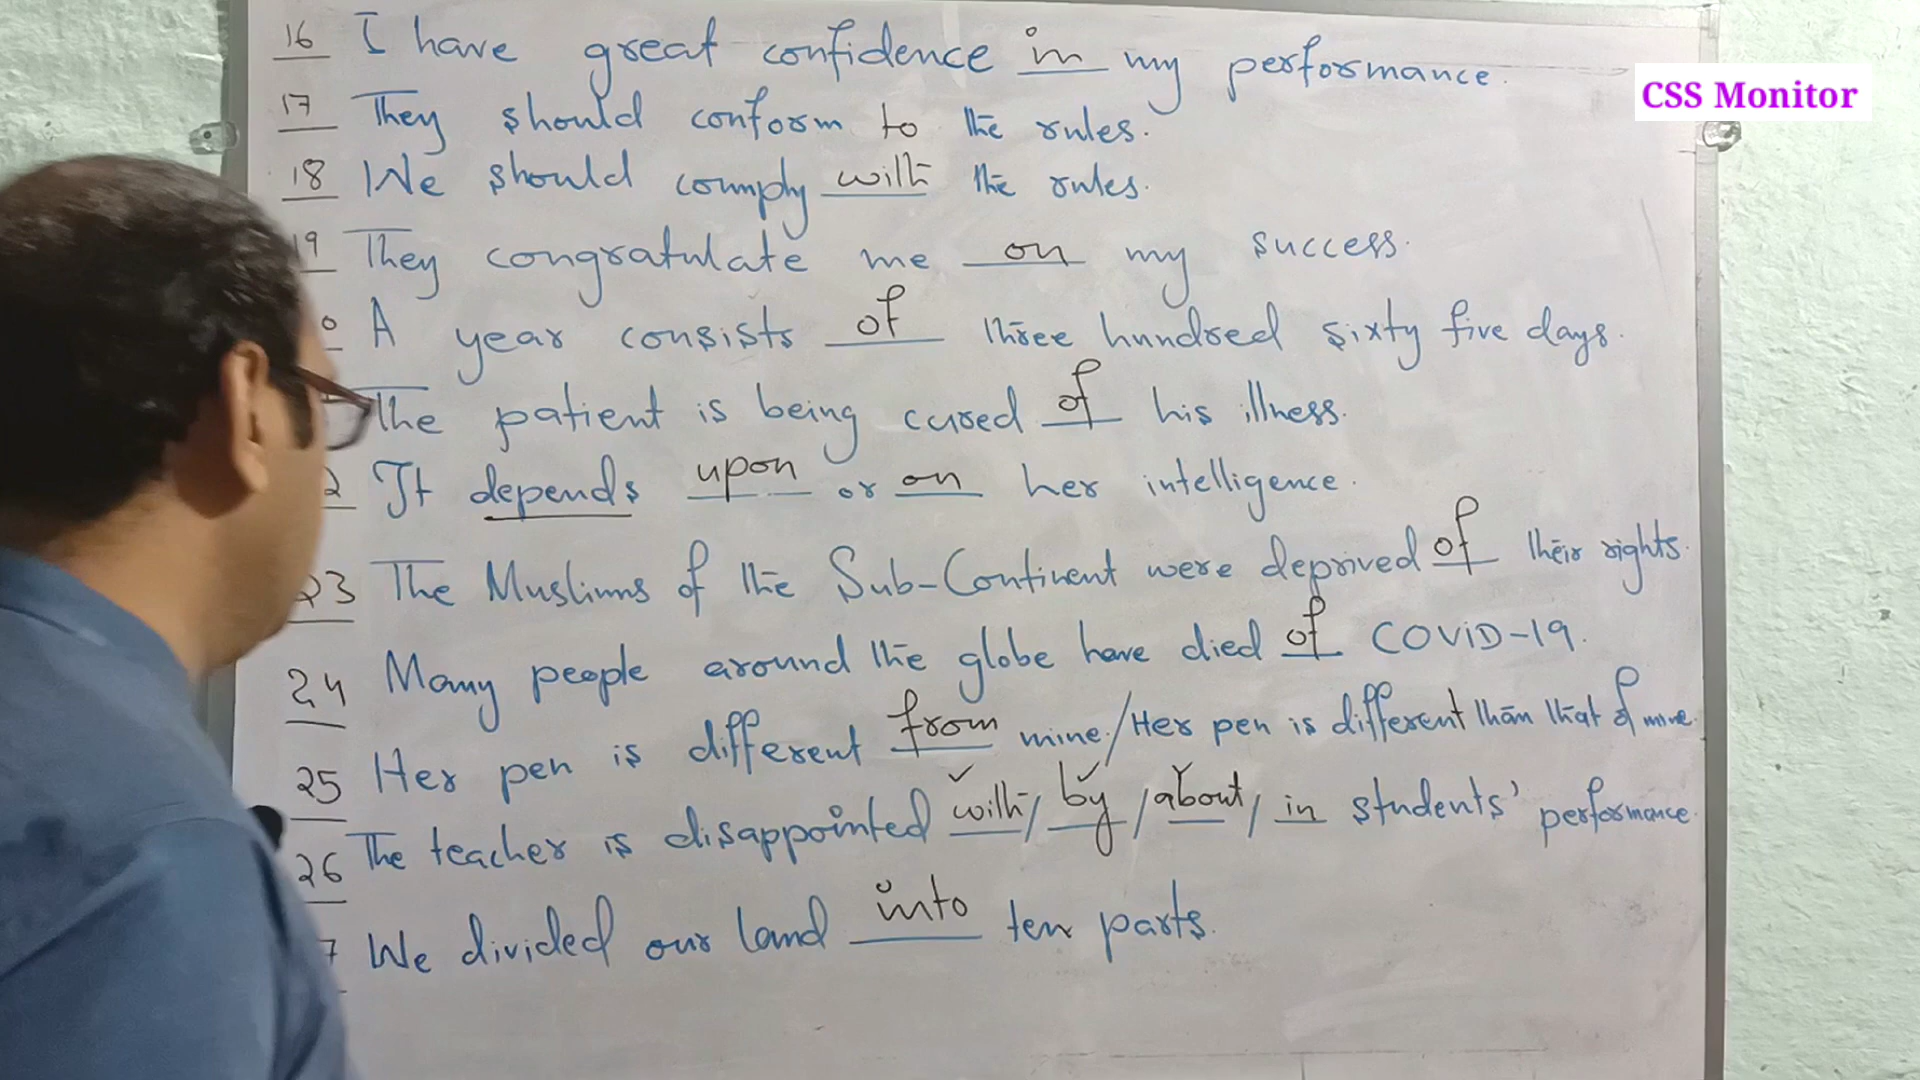 16 I have great confidence in my performance.
CSS Monitor
17 They should conform to the rules.
18 We should comply with the rules.
19 They congratulate me on my success.
0 A year consists of three hundred sixty five days.
The patient is being cured of his illness.
2 It depends upon or on her intelligence.
23 The Muslims of the Sub-Continent were deprived of their rights.
24 Many people around the globe have died of COVID-19.
25 Her pen is different from mine./Her pen is different than that of mine.
26 The teacher is disappointed with/by/about/in students' performance.
7 We divided our land into ten parts.